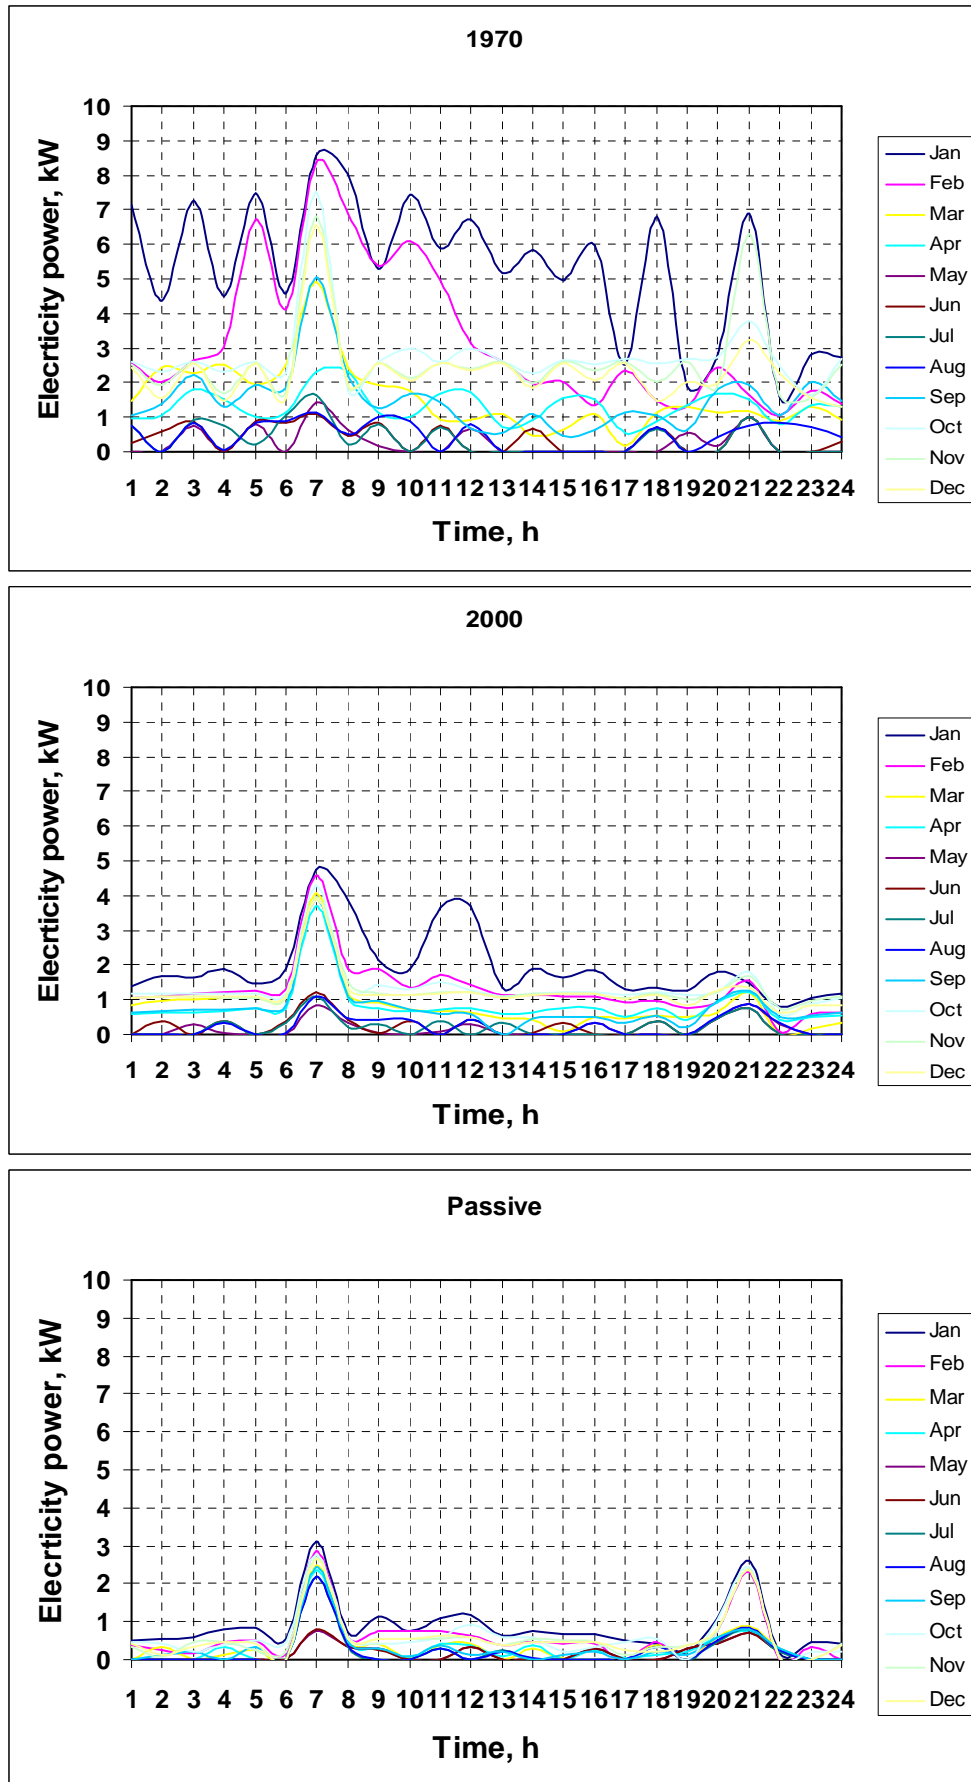 1970
10
9
8
7
6
5
4
3
2
1
0
Elecrticity power, kW
1 2 3 4 5 6 7 8 9 10 11 12 13 14 15 16 17 18 19 20 21 22 23 24
Time, h
Jan
Feb
Mar
Apr
May
Jun
Jul
Aug
Sep
Oct
Nov
Dec
2000
10
9
8
7
6
5
4
3
2
1
0
Elecrticity power, kW
1 2 3 4 5 6 7 8 9 10 11 12 13 14 15 16 17 18 19 20 21 22 23 24
Time, h
Jan
Feb
Mar
Apr
May
Jun
Jul
Aug
Sep
Oct
Nov
Dec
Passive
10
9
8
7
6
5
4
3
2
1
0
Elecrticity power, kW
1 2 3 4 5 6 7 8 9 10 11 12 13 14 15 16 17 18 19 20 21 22 23 24
Time, h
Jan
Feb
Mar
Apr
May
Jun
Jul
Aug
Sep
Oct
Nov
Dec